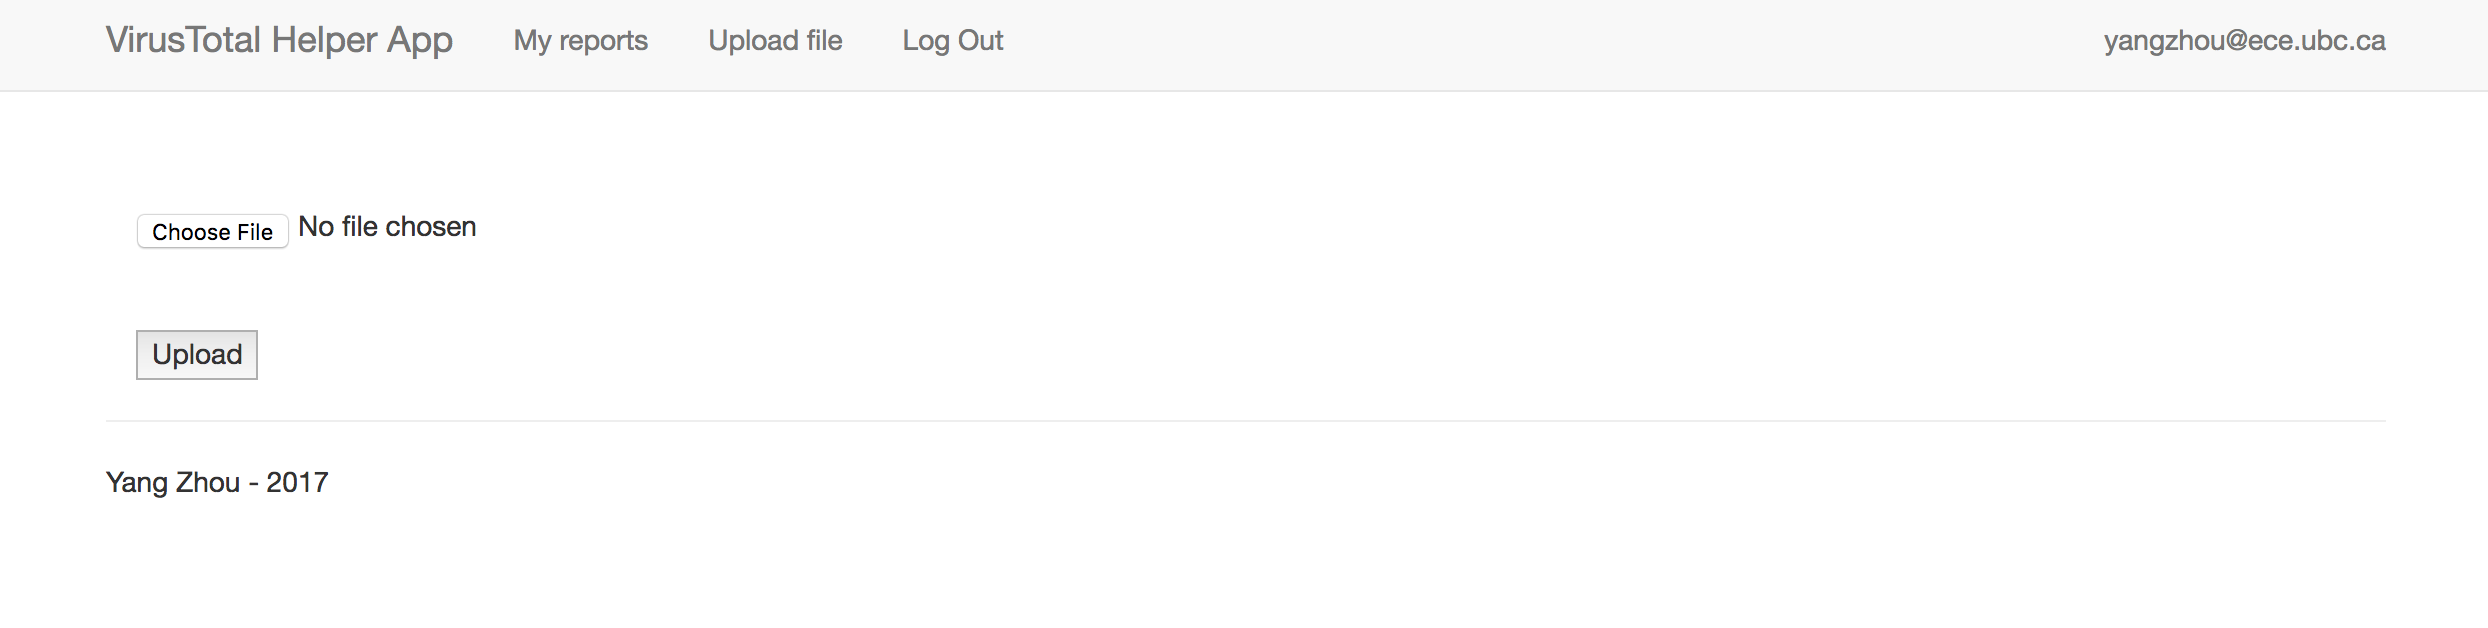 VirusTotal Helper App My reports Upload file Log Out yangzhou@ece.ubc.ca
Choose File No file chosen
Upload
Yang Zhou - 2017